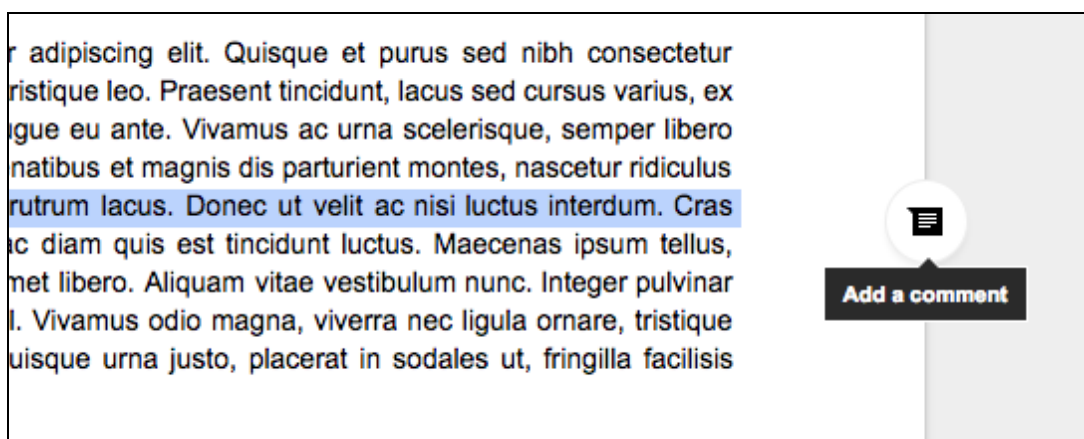 adipiscing elit. Quisque et purus sed nibh consectetur
ristique leo. Praesent tincidunt, lacus sed cursus varius, ex
gue eu ante. Vivamus ac urna scelerisque, semper libero
natibus et magnis dis parturient montes, nascetur ridiculus
rutrum lacus. Donec ut velit ac nisi luctus interdum. Cras
ac diam quis est tincidunt luctus. Maecenas ipsum tellus,
met libero. Aliquam vitae vestibulum nunc. Integer pulvinar
l. Vivamus odio magna, viverra nec ligula ornare, tristique
uisque urna justo, placerat in sodales ut, fringilla facilisis
Add a comment